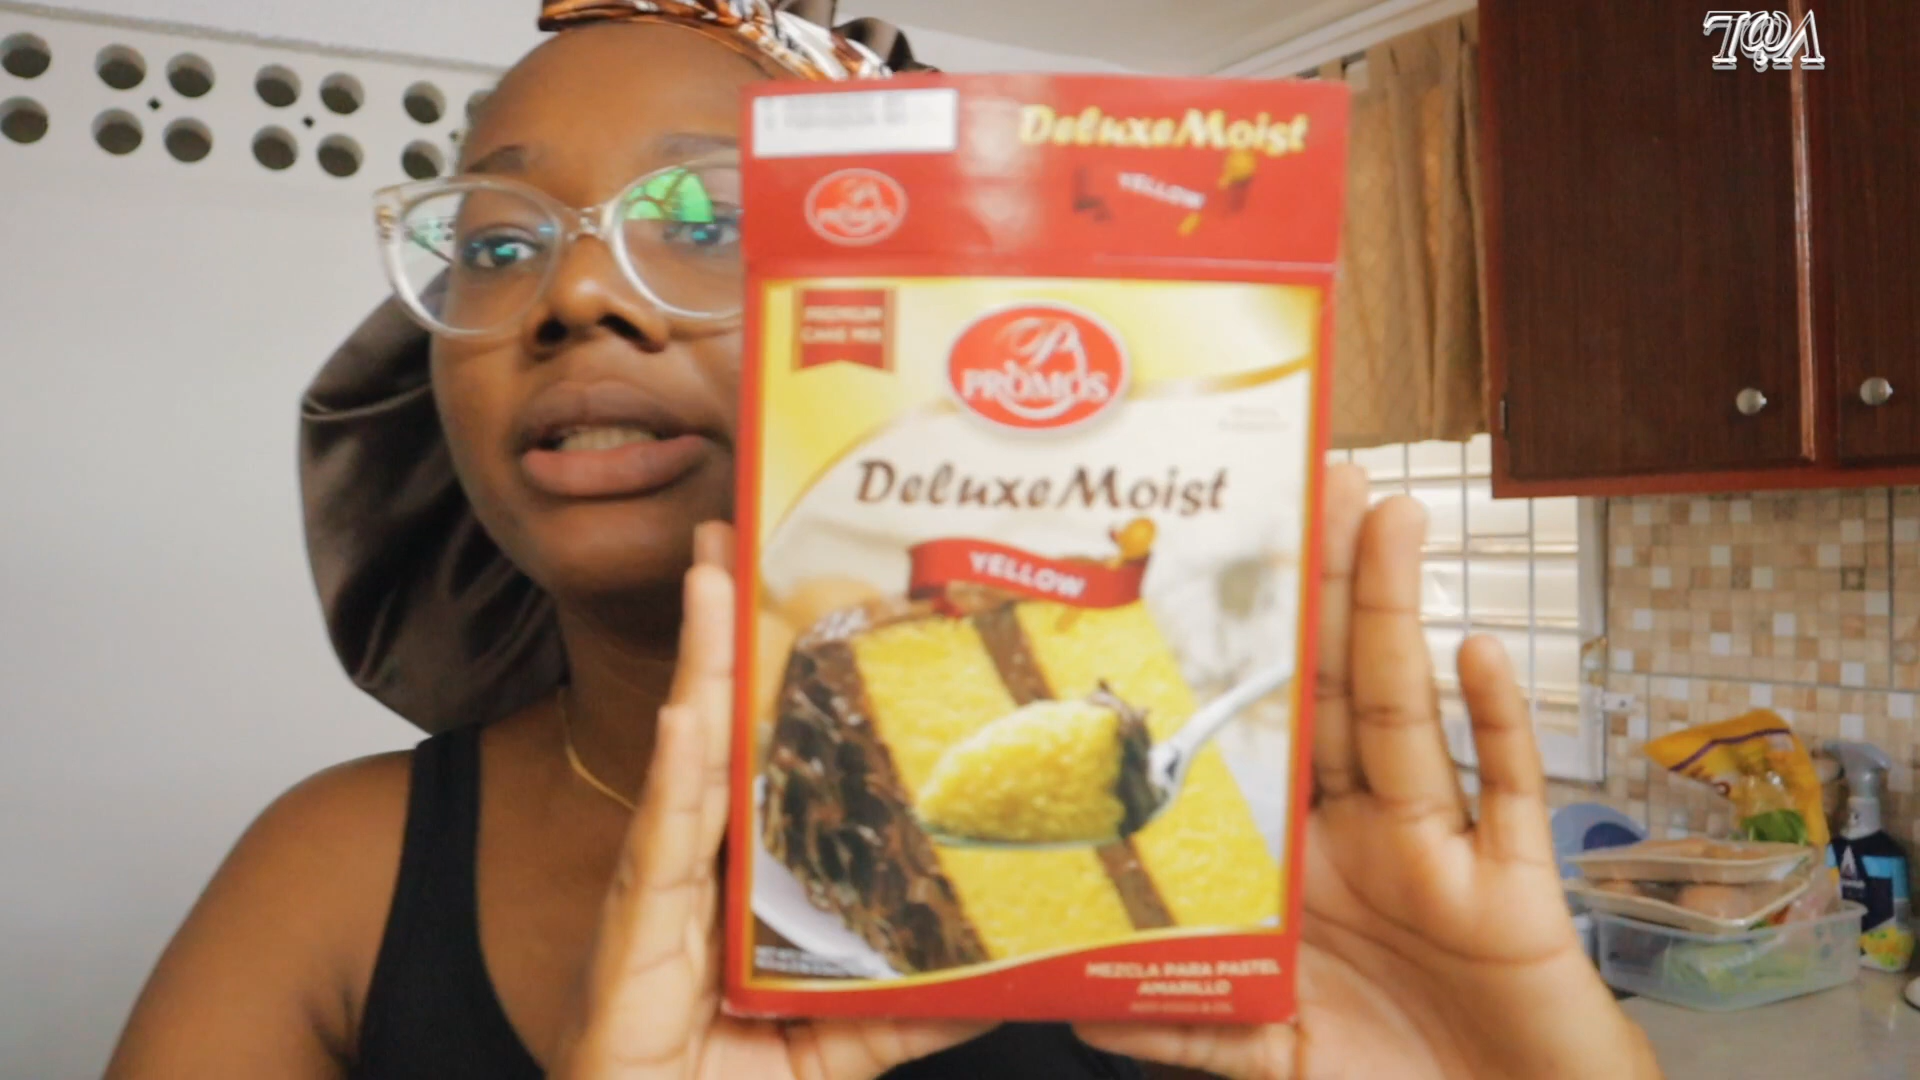 TQA
DeluxeMoist
PROMOS
YELLOW
PREMIUM
CAKE MIX
P
PROMOS
DeluxeMoist
YELLOW
MEZCLA PARA PASTEL
AMARILLO